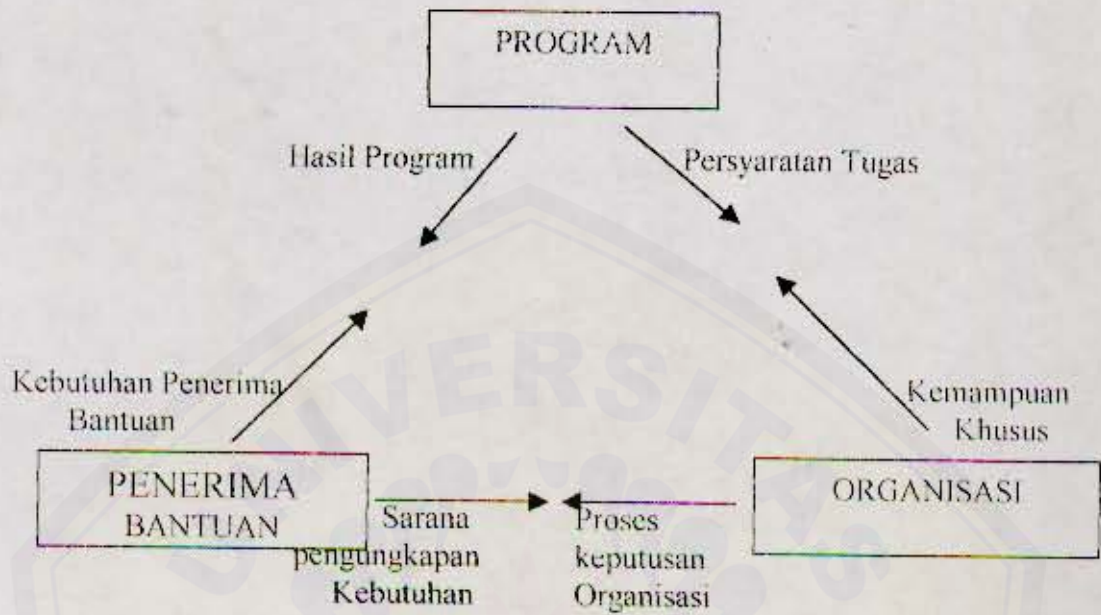 PROGRAM
Hasil Program
Persyaratan Tugas
Kebutuhan Penerima
Bantuan
Kemampuan
Khusus
PENERIMA
BANTUAN
ORGANISASI
Sarana
pengungkapan
Kebutuhan
Proses
keputusan
Organisasi
UNIVERSITAS